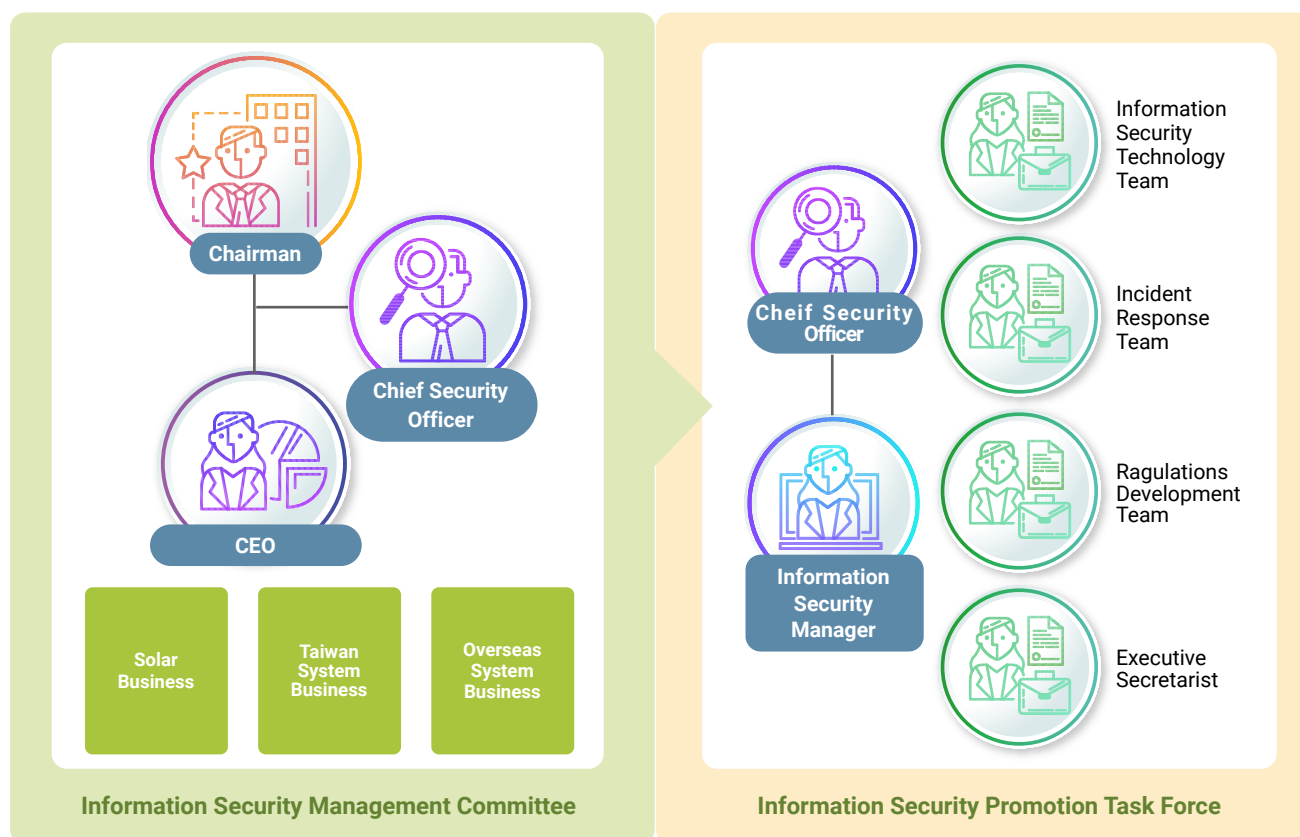 Chairman
Chief Security
Officer
CEO
Solar
Business
Taiwan
System
Business
Overseas
System
Business
Information Security Management Committee
Cheif Security
Officer
Information
Security
Manager
Information
Security
Technology
Team
Incident
Response
Team
Ragulations
Development
Team
Executive
Secretarist
Information Security Promotion Task Force